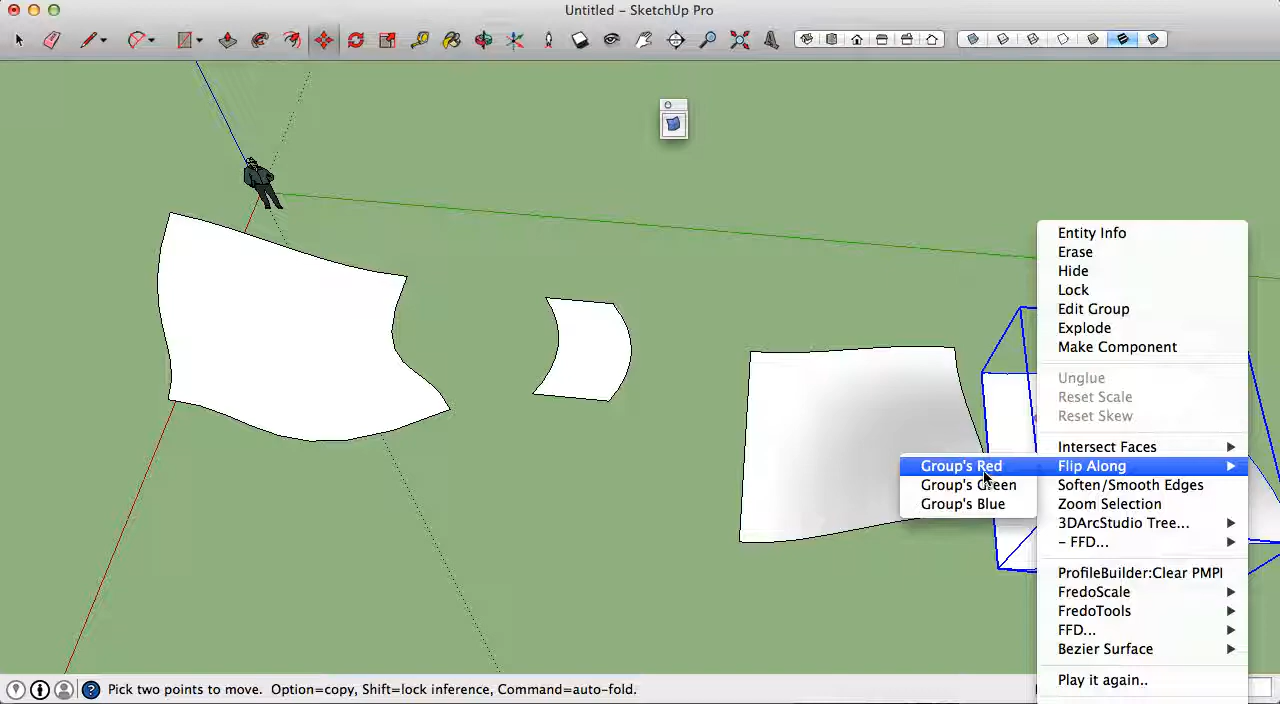 Untitled – SketchUp Pro
Entity Info
Erase
Hide
Lock
Edit Group
Explode
Make Component
Unglue
Reset Scale
Reset Skew
Intersect Faces
Flip Along
Group's Red
Group's Green
Group's Blue
Soften/Smooth Edges
Zoom Selection
3DArcStudio Tree...
– FFD...
ProfileBuilder:Clear PMPI
FredoScale
FredoTools
FFD...
Bezier Surface
Play it again..
Pick two points to move. Option=copy, Shift=lock inference, Command=auto-fold.